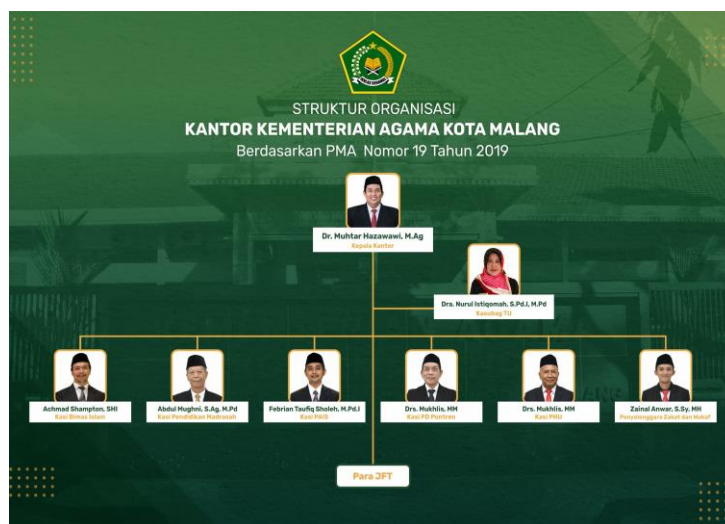 STRUKTUR ORGANISASI
KANTOR KEMENTERIAN AGAMA KOTA MALANG
Berdasarkan PMA Nomor 19 Tahun 2019
Dr. Muhtar Hazawawi, M.Ag
Kepala Kantor
Dra. Nurul Istiqomah, S.Pd.I, M.Pd
Kasubag TU
Achmad Shampton, SHI
Kasi Bimas Islam
Abdul Mughni, S.Ag, M.Pd
Kasi Pendidikan Madrasah
Febrian Taufiq Sholeh, M.Pd.I
Kasi PAIS
Drs. Mukhlis, MM
Kasi PD Pontren
Drs. Mukhlis, MM
Kasi PHU
Zainal Anwar, S.Sy, MH
Penyelenggara Zakat dan Wakaf
Para JFT